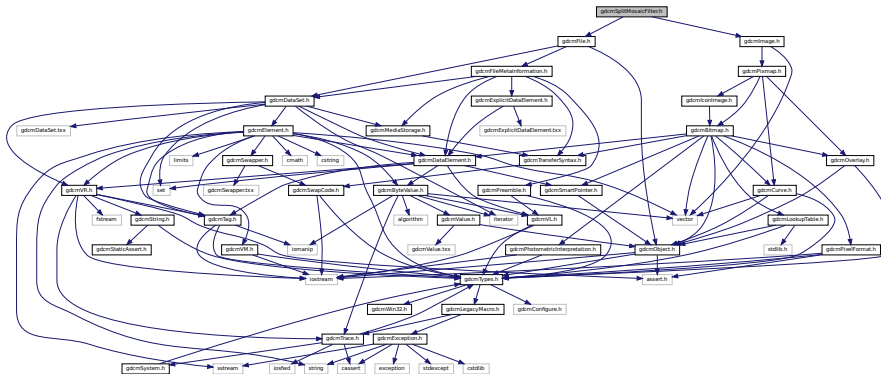 gdcmSplitMosaicFilter.h
gdcmFile.h
gdcmImage.h
gdcmFileMetaInformation.h
gdcmPixmap.h
gdcmDataSet.h
gdcmExplicitDataElement.h
gdcmIconImage.h
gdcmDataSet.txx
gdcmElement.h
gdcmMediaStorage.h
gdcmExplicitDataElement.txx
gdcmBitmap.h
limits
gdcmSwapper.h
cmath
cstring
gdcmDataElement.h
gdcmTransferSyntax.h
gdcmOverlay.h
gdcmVR.h
set
gdcmSwapper.txx
gdcmSwapCode.h
gdcmByteValue.h
gdcmPreamble.h
gdcmSmartPointer.h
gdcmCurve.h
fstream
gdcmString.h
gdcmTag.h
algorithm
gdcmValue.h
iterator
gdcmVL.h
vector
gdcmLookupTable.h
gdcmStaticAssert.h
gdcmVM.h
iomanip
gdcmValue.txx
gdcmPhotometricInterpretation.h
gdcmObject.h
stdlib.h
gdcmPixelFormat.h
iostream
gdcmTypes.h
assert.h
gdcmWin32.h
gdcmLegacyMacro.h
gdcmConfigure.h
gdcmTrace.h
gdcmException.h
gdcmSystem.h
sstream
iosfwd
string
cassert
exception
stdexcept
cstdlib